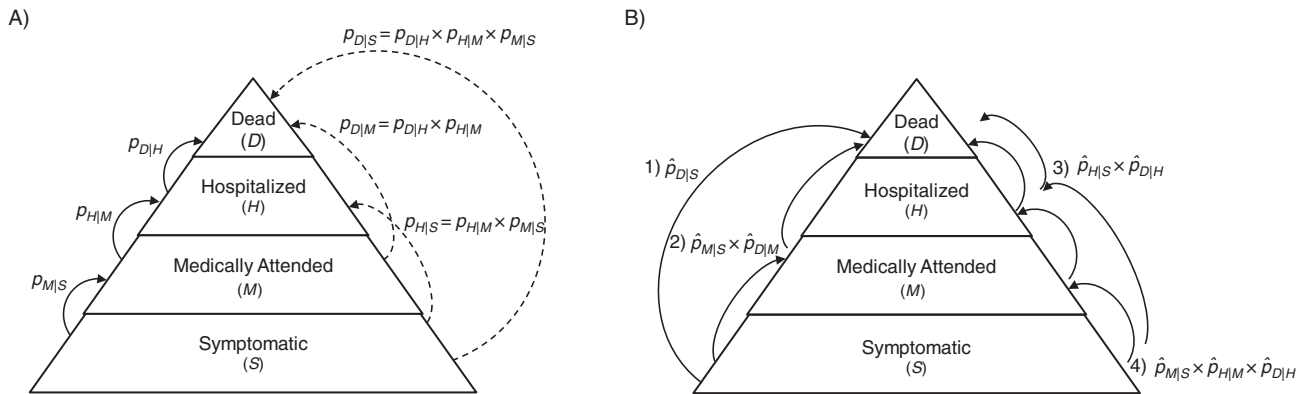 A)
p_{D|S} = p_{D|H} × p_{H|M} × p_{M|S}
Dead
(D)
p_{D|H}
p_{D|M} = p_{D|H} × p_{H|M}
Hospitalized
(H)
p_{H|M}
p_{H|S} = p_{H|M} × p_{M|S}
Medically Attended
(M)
p_{M|S}
Symptomatic
(S)
B)
Dead
(D)
1) p̂_{D|S}
3) p̂_{H|S} × p̂_{D|H}
Hospitalized
(H)
2) p̂_{M|S} × p̂_{D|M}
Medically Attended
(M)
Symptomatic
(S)
4) p̂_{M|S} × p̂_{H|M} × p̂_{D|H}